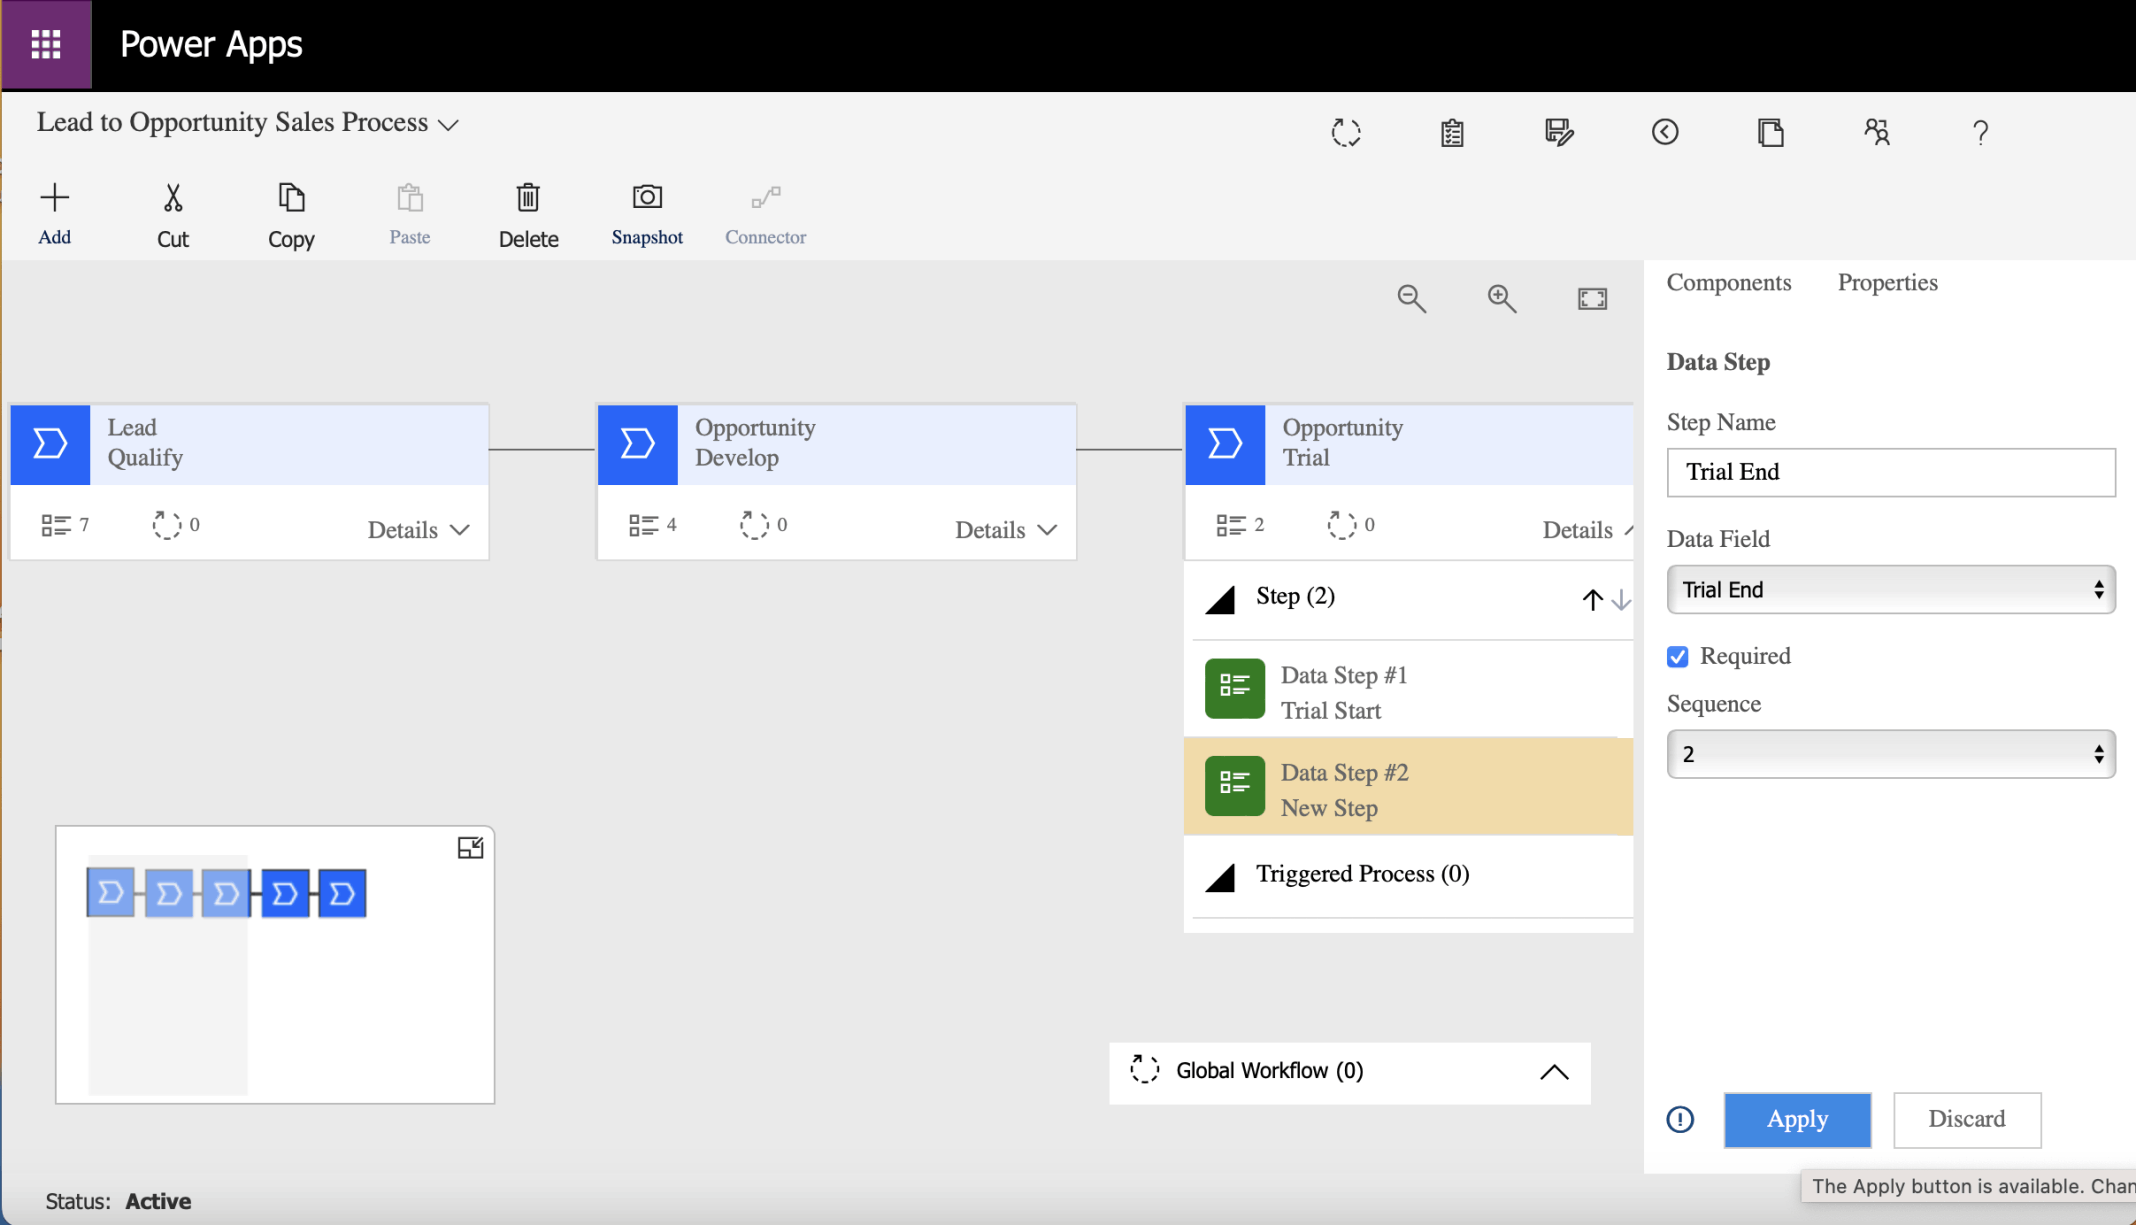 Power Apps
Lead to Opportunity Sales Process
?
Add
Cut
Copy
Paste
Delete
Snapshot
Connector
Components
Properties
Lead
Qualify
7
0
Details
Opportunity
Develop
4
0
Details
Opportunity
Trial
2
0
Details
Step (2)
Data Step #1
Trial Start
Data Step #2
New Step
Triggered Process (0)
Global Workflow (0)
Data Step
Step Name
Trial End
Data Field
Trial End
Required
Sequence
2
Apply
Discard
The Apply button is available.
Status: Active